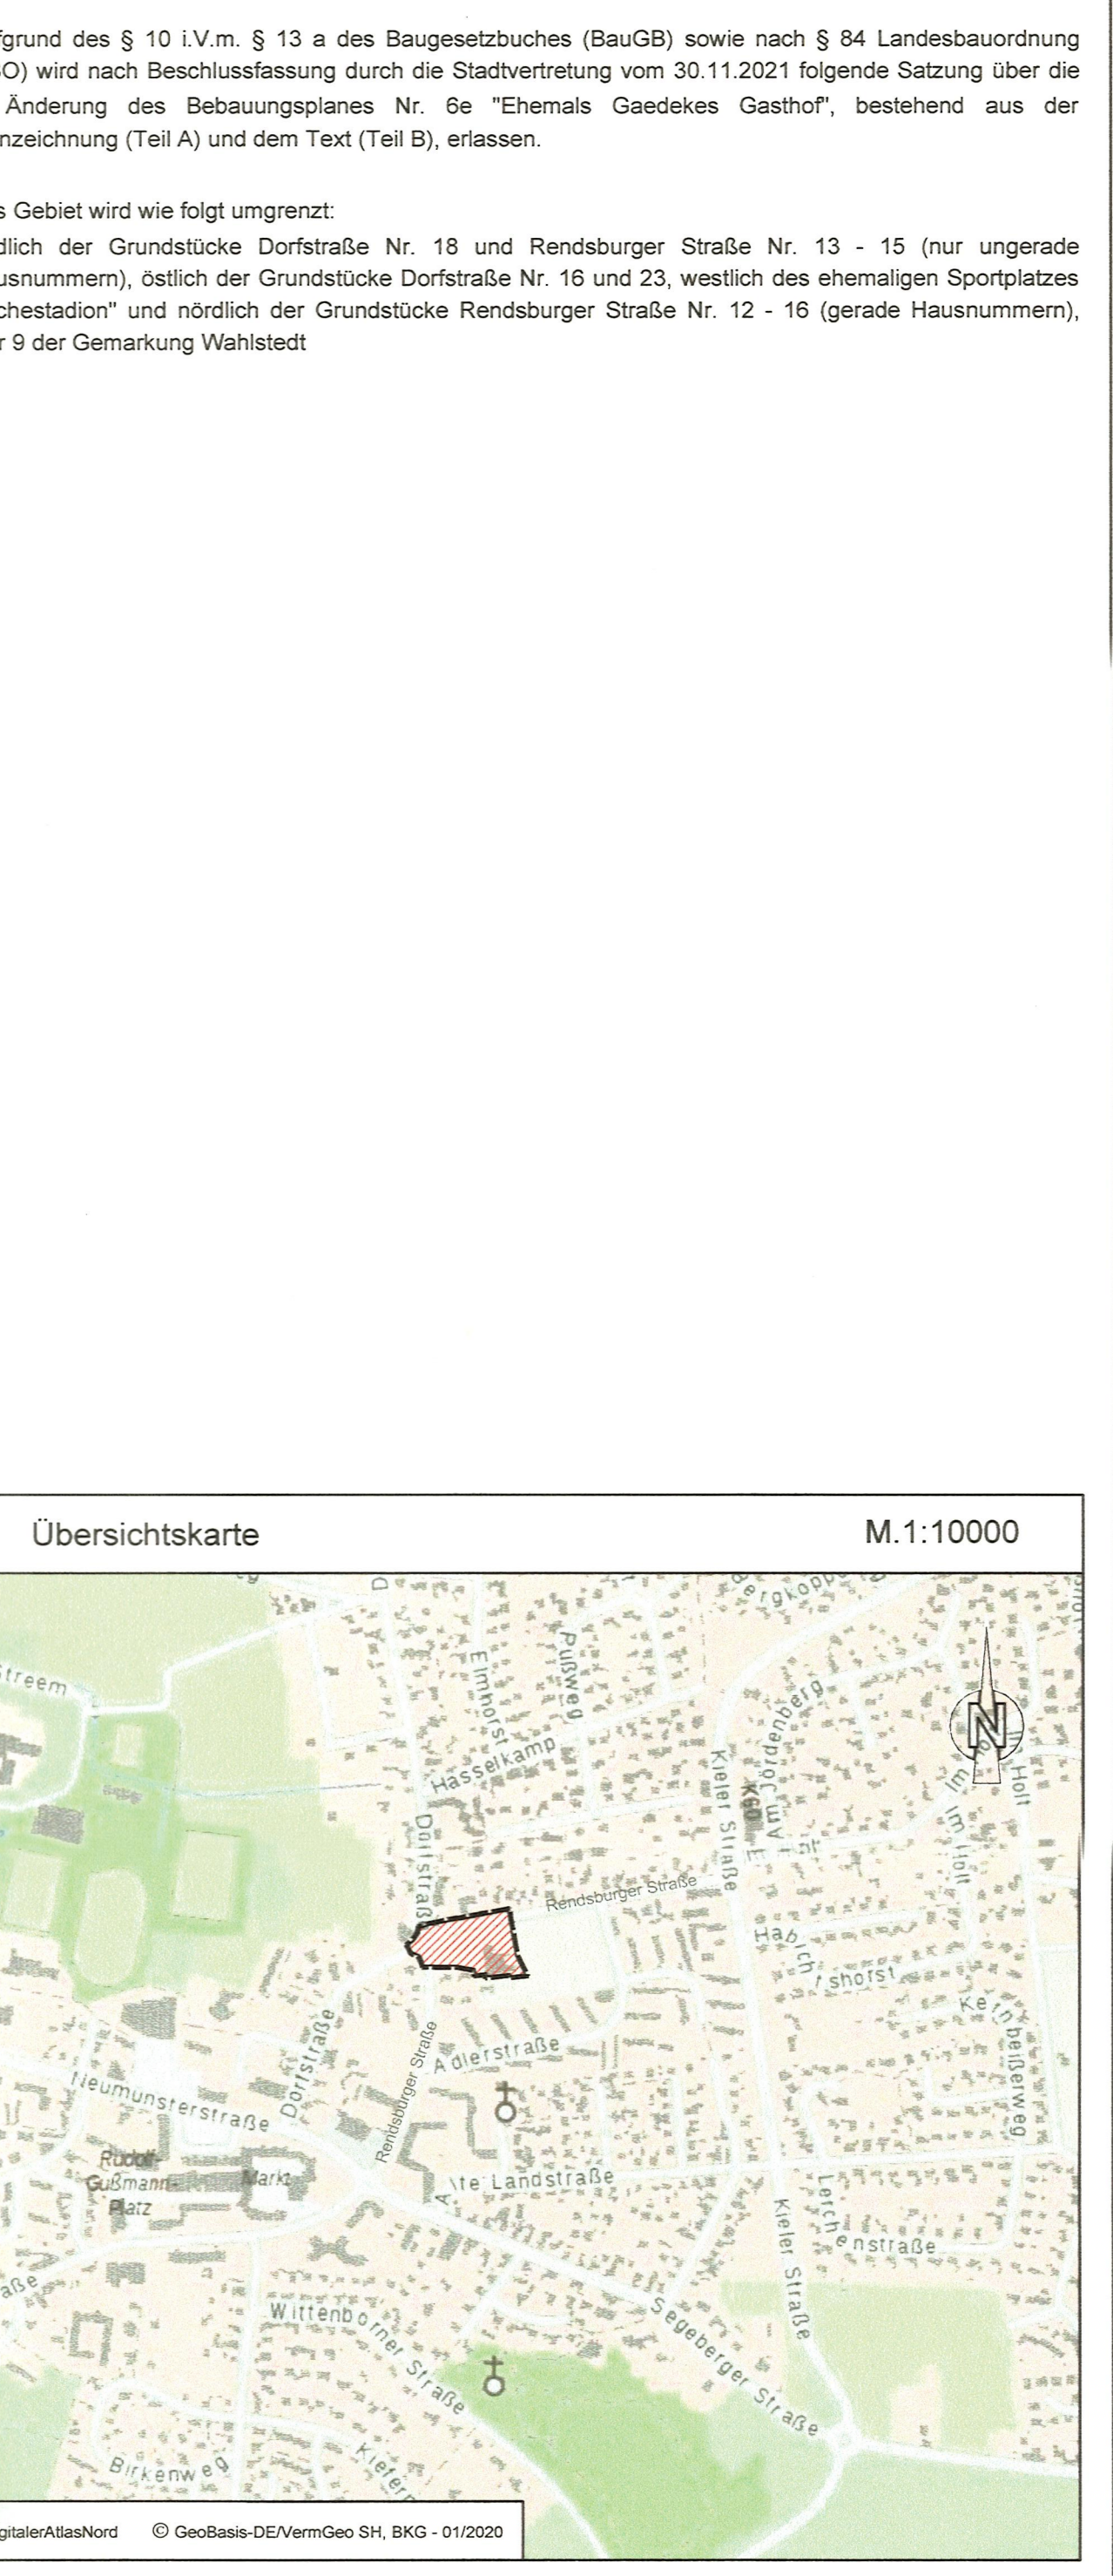 fgrund des § 10 i.V.m. § 13 a des Baugesetzbuches (BauGB) sowie nach § 84 Landesbauordnung
O) wird nach Beschlussfassung durch die Stadtvertretung vom 30.11.2021 folgende Satzung über die
Änderung des Bebauungsplanes Nr. 6e "Ehemals Gaedekes Gasthof", bestehend aus der
nzeichnung (Teil A) und dem Text (Teil B), erlassen.
s Gebiet wird wie folgt umgrenzt:
dlich der Grundstücke Dorfstraße Nr. 18 und Rendsburger Straße Nr. 13 - 15 (nur ungerade
usnummern), östlich der Grundstücke Dorfstraße Nr. 16 und 23, westlich des ehemaligen Sportplatzes
chestadion" und nördlich der Grundstücke Rendsburger Straße Nr. 12 - 16 (gerade Hausnummern),
r 9 der Gemarkung Wahlstedt
Übersichtskarte
M.1:10000
ergkopp
D
treem
Elmhorst
Pußweg
Hasselkamp
Dorfstraß
Kieler Straße
K60
Am Jördenberg
N
Im Holt
Im Holt
Rendsburger Straße
Habichtshorst
Kernbeißerweg
Dorfstraße
Rendsburger Straße
Adlerstraße
Neumünsterstraße
Rudolf-
Gußmann-
Platz
Markt
Alte Landstraße
Lerchenstraße
Kieler Straße
aße
Wittenborner Straße
Segeberger Straße
Birkenweg
Kiefern
gitalerAtlasNord © GeoBasis-DE/VermGeo SH, BKG - 01/2020